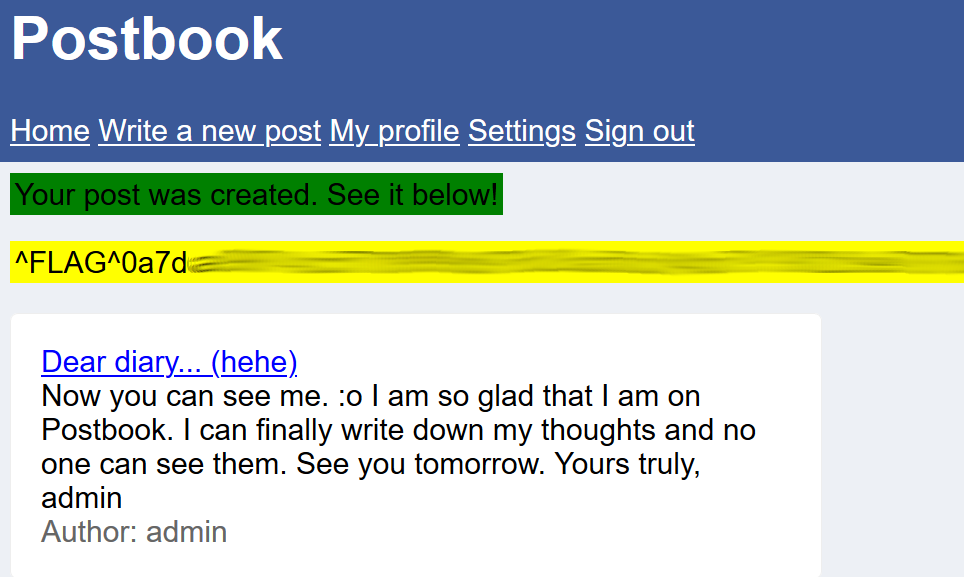 Postbook
Home Write a new post My profile Settings Sign out
Your post was created. See it below!
^FLAG^0a7d
Dear diary... (hehe)
Now you can see me. :o I am so glad that I am on
Postbook. I can finally write down my thoughts and no
one can see them. See you tomorrow. Yours truly,
admin
Author: admin